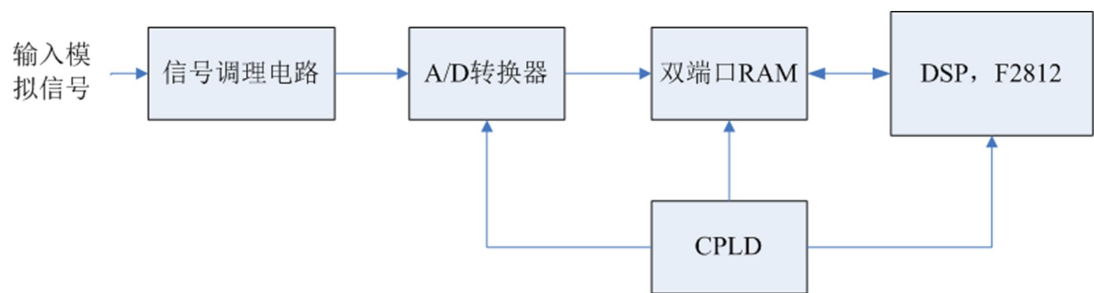 输入模
拟信号
信号调理电路
A/D转换器
双端口RAM
DSP，F2812
CPLD